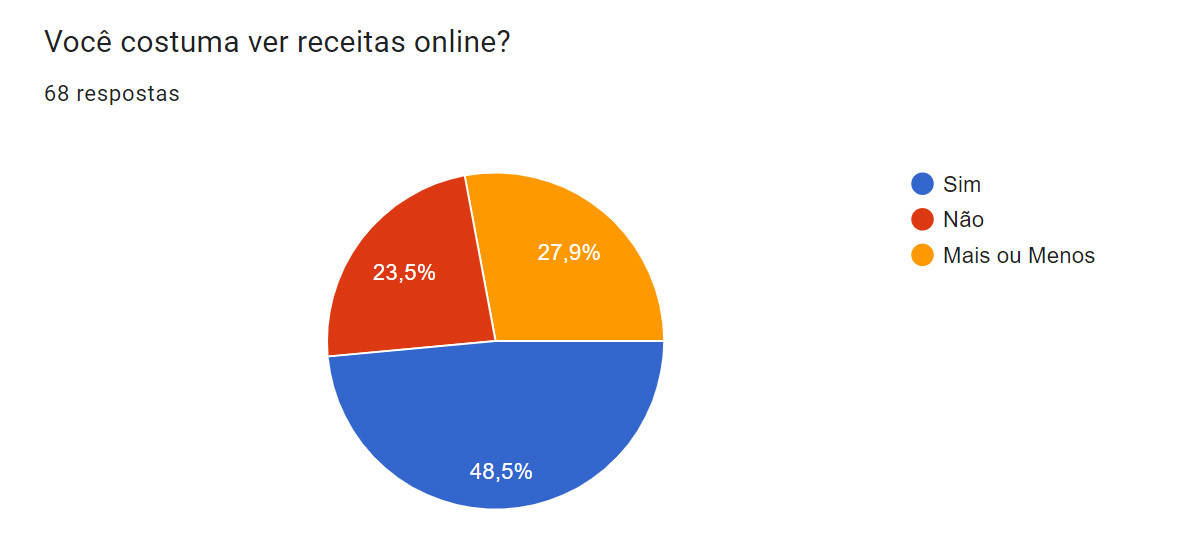 Você costuma ver receitas online?
68 respostas
Sim
Não
Mais ou Menos
27,9%
23,5%
48,5%